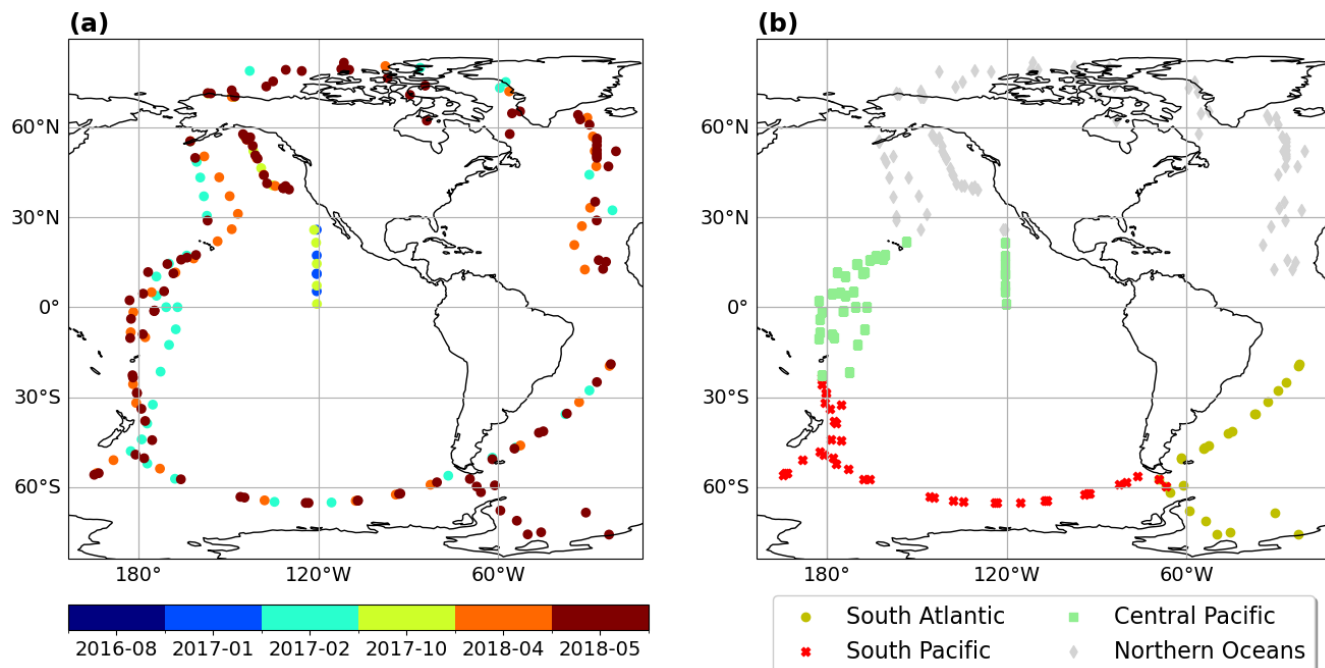 (a) (b)
60°N 60°N
30°N 30°N
0° 0°
30°S 30°S
60°S 60°S
180° 120°W 60°W 180° 120°W 60°W
2016-08 2017-01 2017-02 2017-10 2018-04 2018-05
South Atlantic Central Pacific
South Pacific Northern Oceans